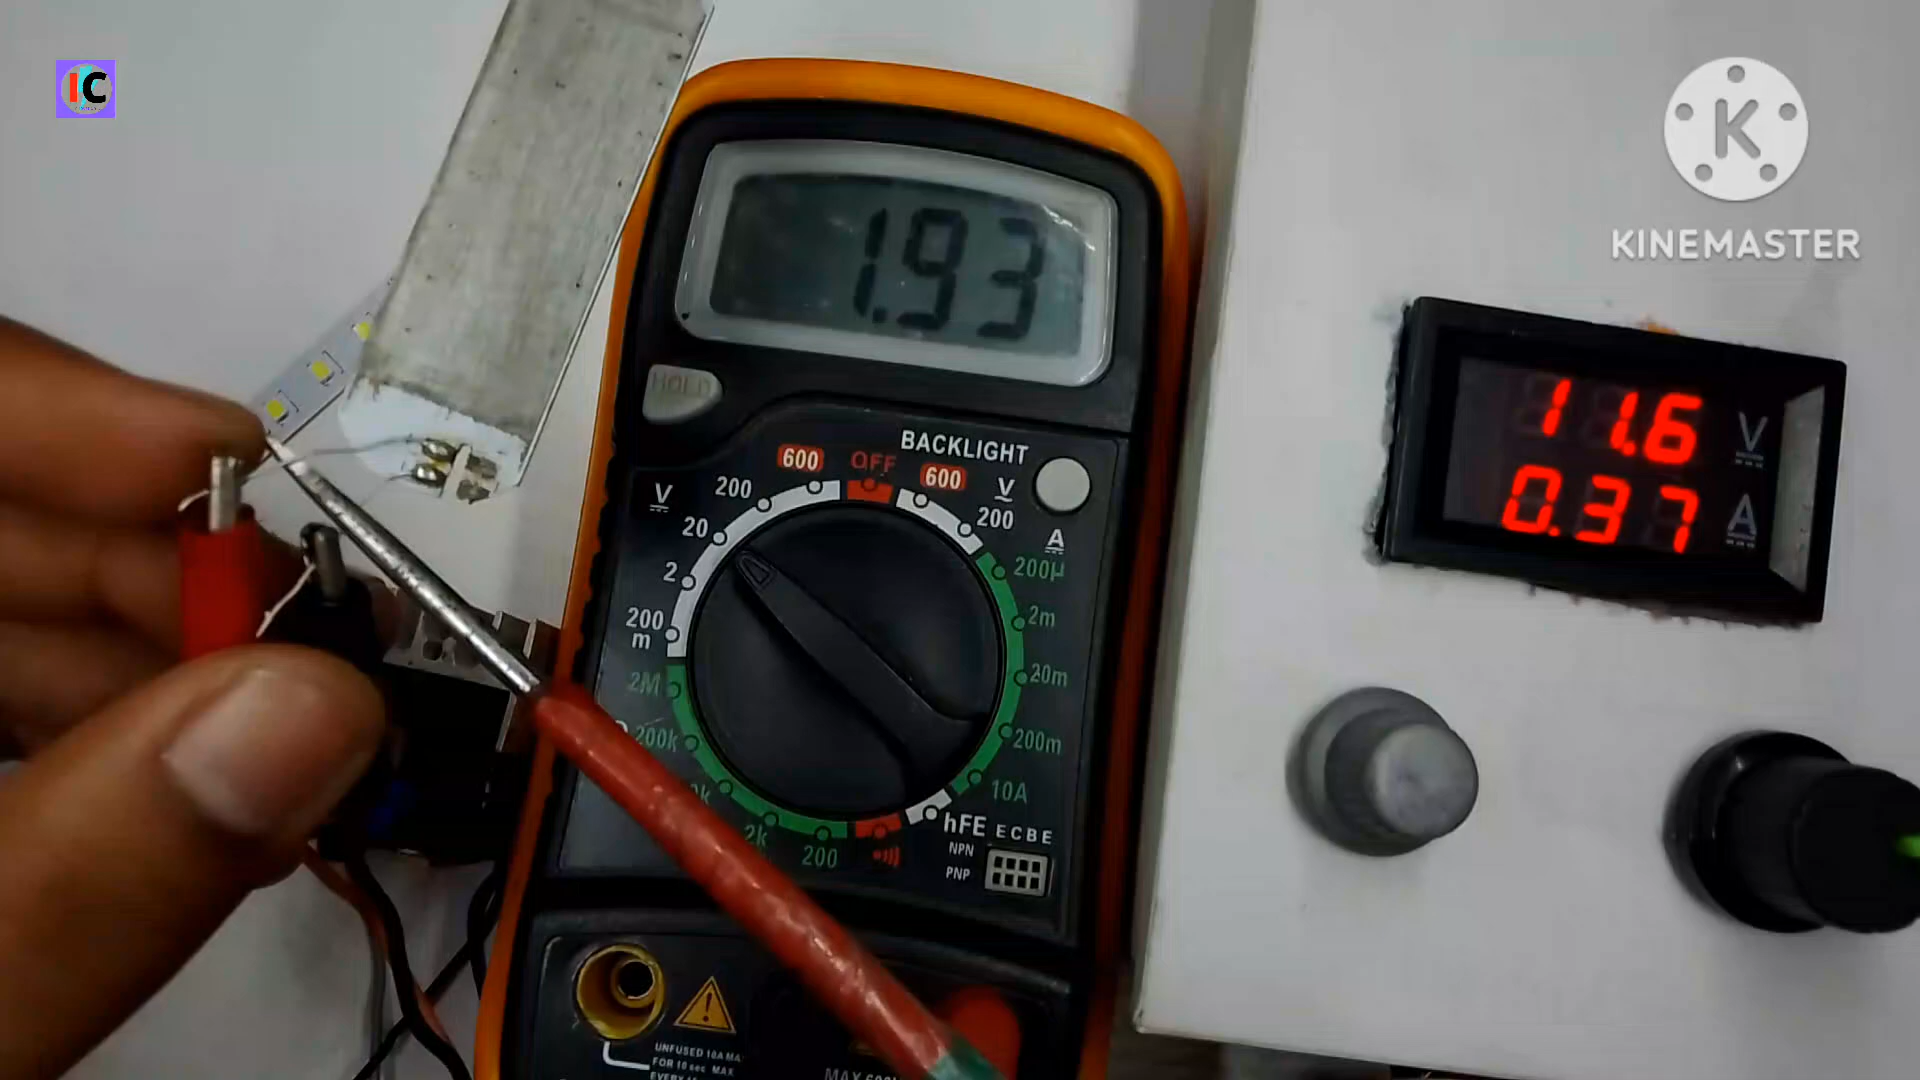 IC
KINEMASTER
1.93
HOLD
BACKLIGHT
11.6 V
0.37 A
600
OFF
600
V
200
V
200
20
A
2
200µ
200
m
2m
2M
20m
200k
200m
10A
2k
200
hFE
ECBE
NPN
PNP
UNFUSED 10A MA
FOR 10 sec MAX